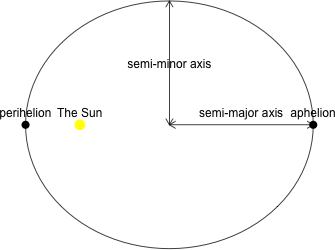 semi-minor axis
perihelion The Sun semi-major axis aphelion